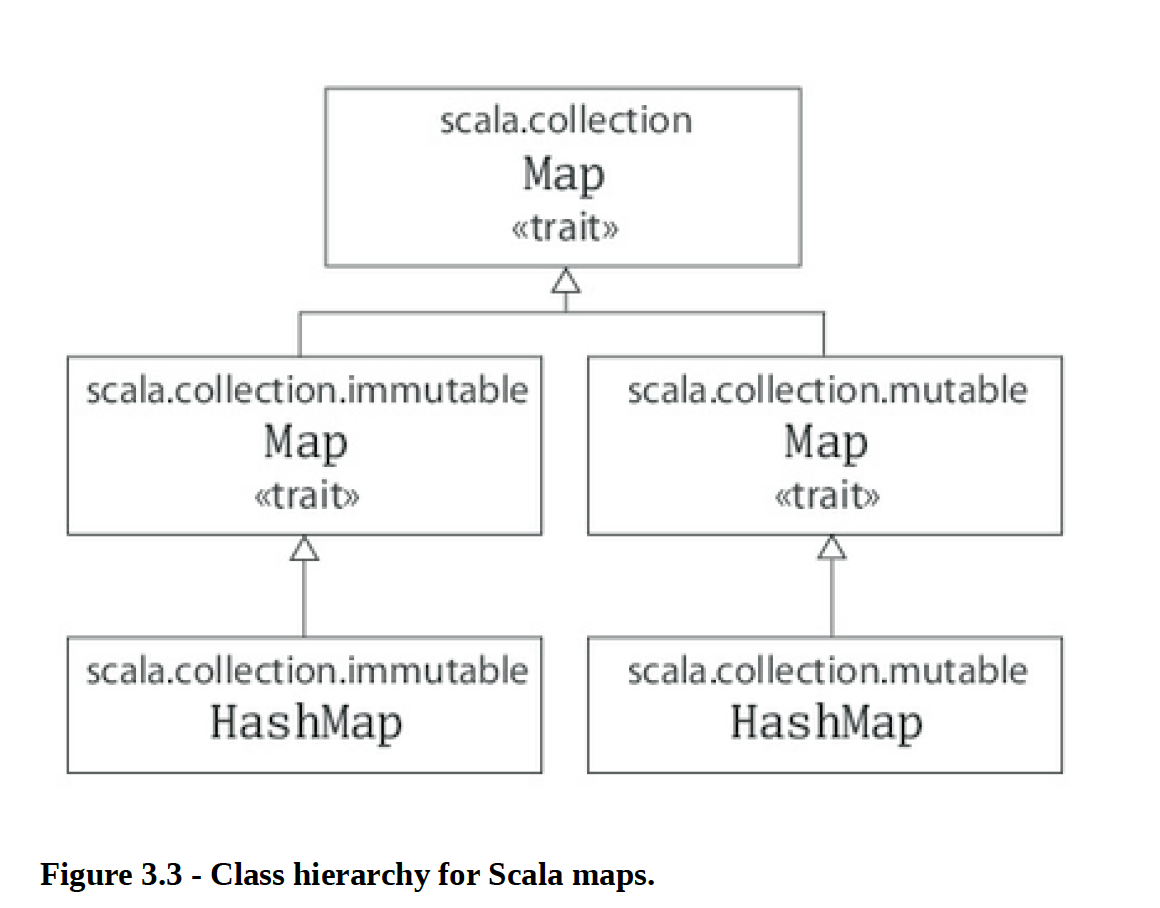 scala.collection
Map
«trait»
scala.collection.immutable
Map
«trait»
scala.collection.mutable
Map
«trait»
scala.collection.immutable
HashMap
scala.collection.mutable
HashMap
Figure 3.3 - Class hierarchy for Scala maps.